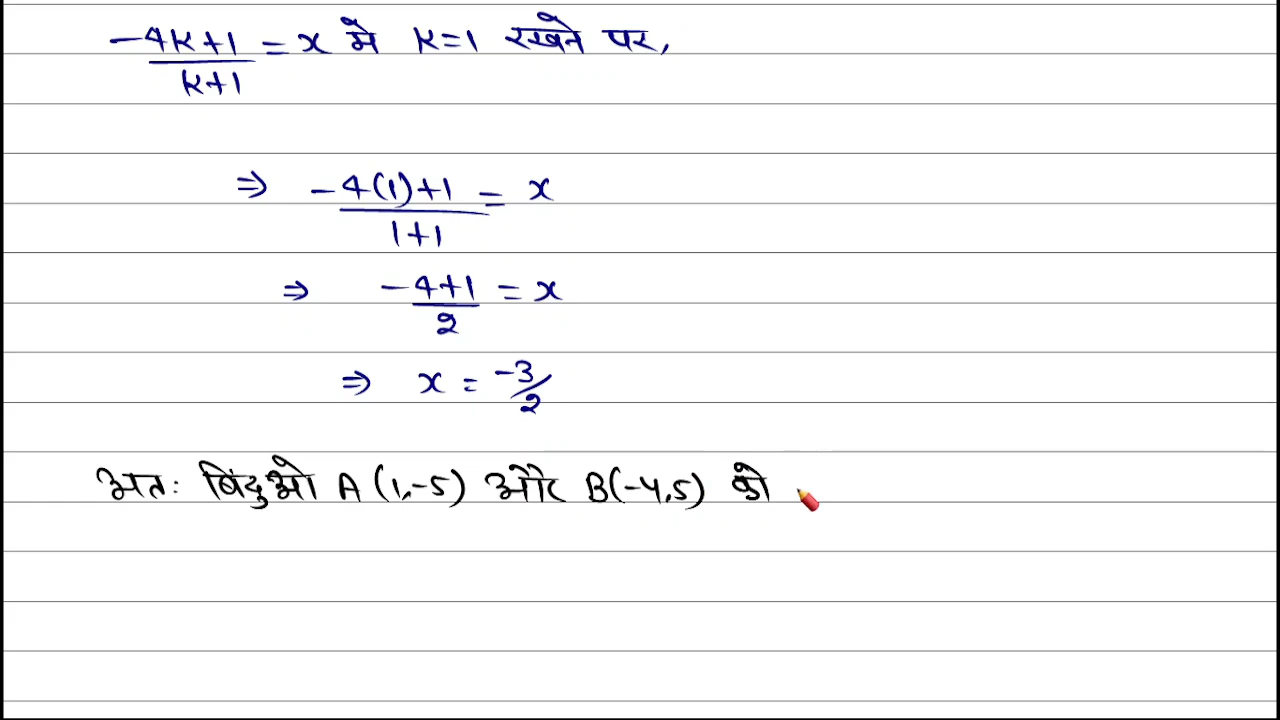 -4k+1/k+1 = x मे k=1 रखने पर,
⇒ -4(1)+1/1+1 = x
⇒ -4+1/2 = x
⇒ x = -3/2
अतः बिंदुओ A (1,-5) और B(-4,5) को